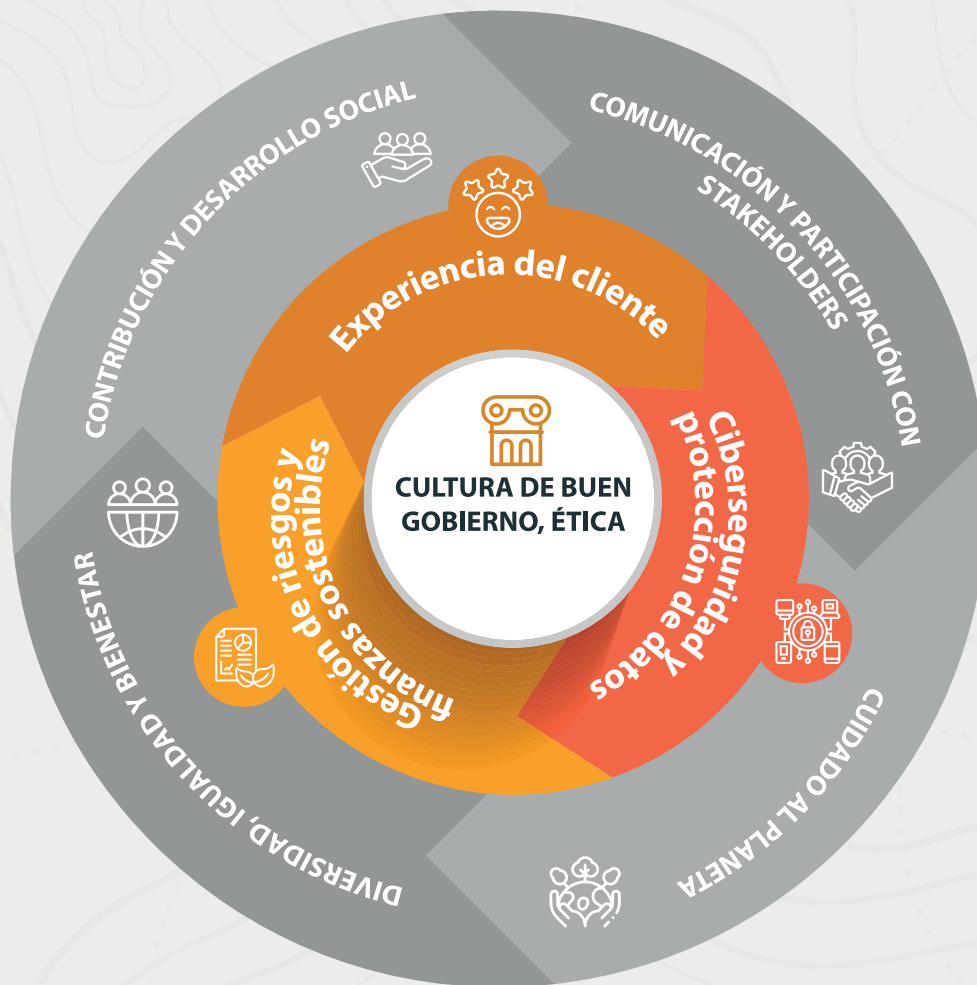 CONTRIBUCIÓN Y DESARROLLO SOCIAL
COMUNICACIÓN Y PARTICIPACIÓN CON
STAKEHOLDERS
Experiencia del cliente
Ciberseguridad y
protección de datos
Gestión de riesgos y
finanzas sostenibles
CULTURA DE BUEN
GOBIERNO, ÉTICA
DIVERSIDAD, IGUALDAD Y BIENESTAR
CUIDADO AL PLANETA